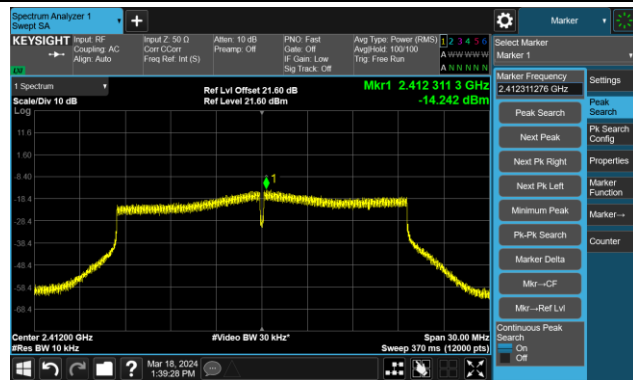 Spectrum Analyzer 1
Swept SA
Marker
KEYSIGHT
Input: RF
Coupling: AC
Align: Auto
Input Z: 50 Ω
Corr CCorr
Freq Ref: Int (S)
Atten: 10 dB
Preamp: Off
PNO: Fast
Gate: Off
IF Gain: Low
Sig Track: Off
Avg Type: Power (RMS)
Avg|Hold: 100/100
Trig: Free Run
1 2 3 4 5 6
A W W W W W
A N N N N N
LXI
Select Marker
Marker 1
1 Spectrum
Scale/Div 10 dB
Log
Ref Lvl Offset 21.60 dB
Ref Level 21.60 dBm
Mkr1 2.412 311 3 GHz
-14.242 dBm
11.6
1.60
-8.40
-18.4
-28.4
-38.4
-48.4
-58.4
-68.4
1
Center 2.41200 GHz
#Res BW 10 kHz
#Video BW 30 kHz*
Span 30.00 MHz
Sweep 370 ms (12000 pts)
Marker Frequency
2.412311276 GHz
Peak Search
Next Peak
Next Pk Right
Next Pk Left
Minimum Peak
Pk-Pk Search
Marker Delta
Mkr→CF
Mkr→Ref Lvl
Continuous Peak
Search
On
Off
Settings
Peak
Search
Pk Search
Config
Properties
Marker
Function
Marker→
Counter
?
Mar 18, 2024
1:39:28 PM